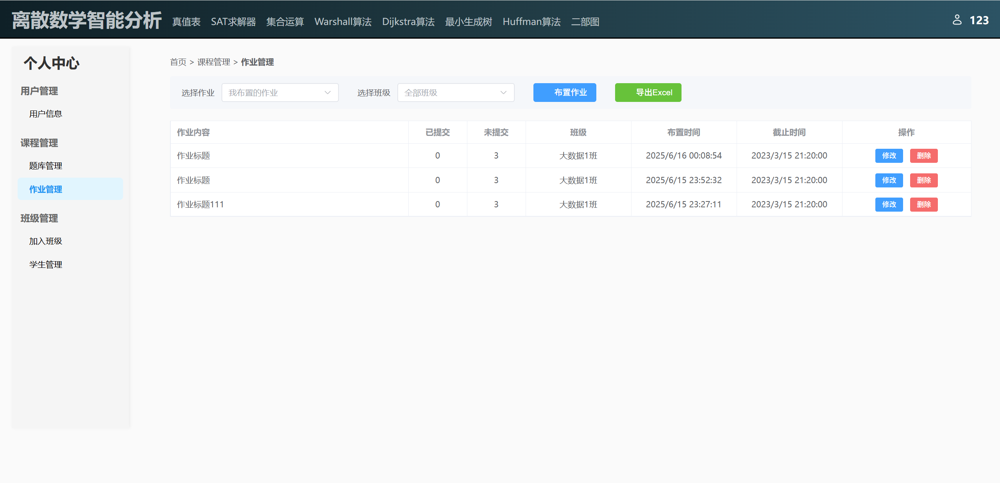 离散数学智能分析 真值表 SAT求解器 集合运算 Warshall算法 Dijkstra算法 最小生成树 Huffman算法 二部图 123
个人中心
用户管理
用户信息
课程管理
题库管理
作业管理
班级管理
加入班级
学生管理
首页 > 课程管理 > 作业管理
选择作业 我布置的作业 选择班级 全部班级 布置作业 导出Excel
作业内容 已提交 未提交 班级 布置时间 截止时间 操作
作业标题 0 3 大数据1班 2025/6/16 00:08:54 2023/3/15 21:20:00 修改 删除
作业标题 0 3 大数据1班 2025/6/15 23:52:32 2023/3/15 21:20:00 修改 删除
作业标题111 0 3 大数据1班 2025/6/15 23:27:11 2023/3/15 21:20:00 修改 删除